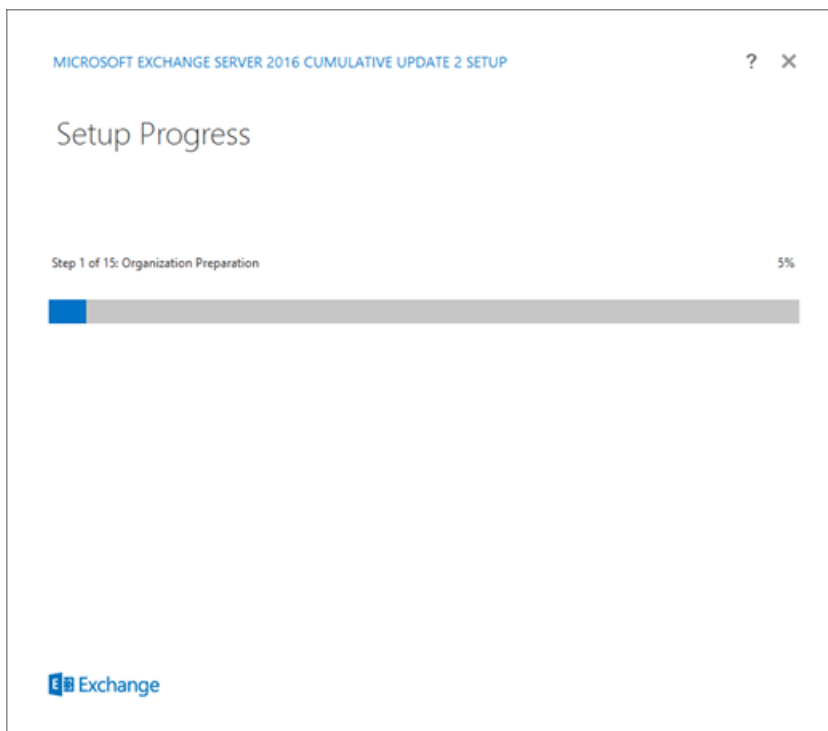 MICROSOFT EXCHANGE SERVER 2016 CUMULATIVE UPDATE 2 SETUP ? ✕
Setup Progress
Step 1 of 15: Organization Preparation 5%
Exchange